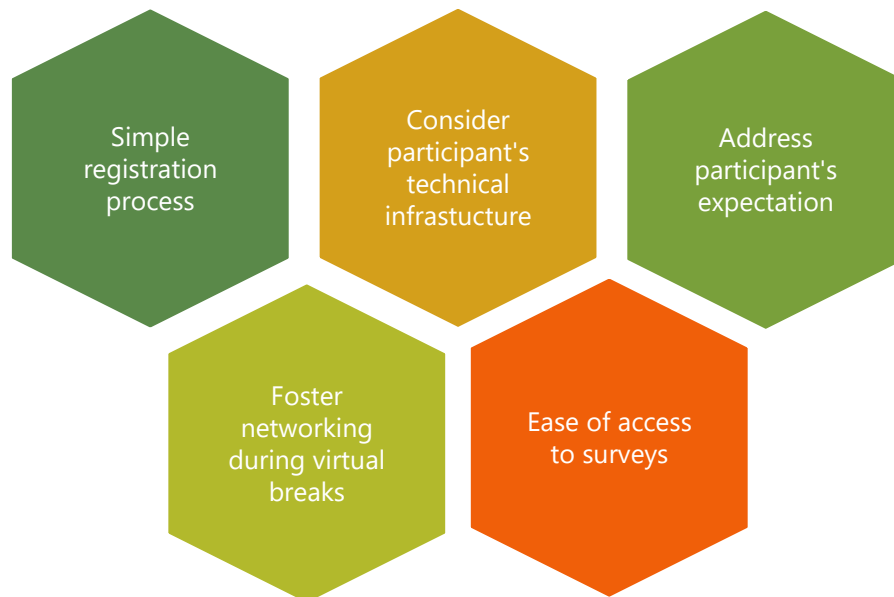 Simple
registration
process
Consider
participant's
technical
infrastucture
Address
participant's
expectation
Foster
networking
during virtual
breaks
Ease of access
to surveys